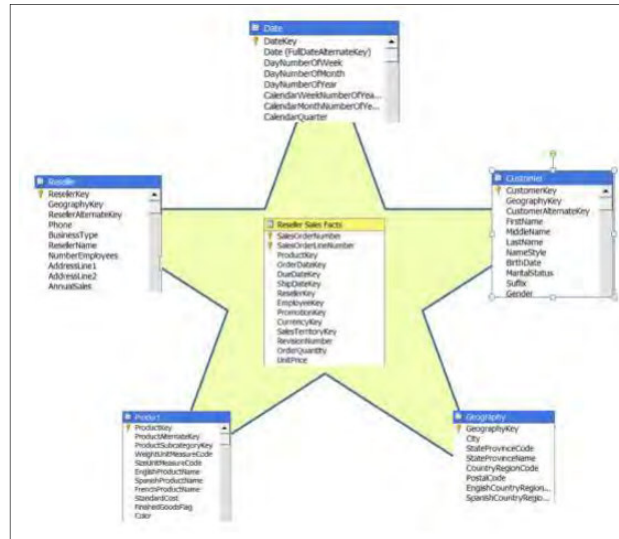 Date
DateKey
Date (FullDateAlternateKey)
DayNumberOfWeek
DayNumberOfMonth
DayNumberOfYear
CalendarWeekNumberOfYea...
CalendarMonthNumberOfYe...
CalendarQuarter
Reseller
ResellerKey
GeographyKey
ResellerAlternateKey
Phone
BusinessType
ResellerName
NumberEmployees
AddressLine1
AddressLine2
AnnualSales
Customer
CustomerKey
GeographyKey
CustomerAlternateKey
FirstName
MiddleName
LastName
NameStyle
BirthDate
MaritalStatus
Suffix
Gender
Reseller Sales Facts
SalesOrderNumber
SalesOrderLineNumber
ProductKey
OrderDateKey
DueDateKey
ShipDateKey
ResellerKey
EmployeeKey
PromotionKey
CurrencyKey
SalesTerritoryKey
RevisionNumber
OrderQuantity
UnitPrice
Product
ProductKey
ProductAlternateKey
ProductSubcategoryKey
WeightUnitMeasureCode
SizeUnitMeasureCode
EnglishProductName
SpanishProductName
FrenchProductName
StandardCost
FinishedGoodsFlag
Color
Geography
GeographyKey
City
StateProvinceCode
StateProvinceName
CountryRegionCode
PostalCode
EnglishCountryRegion...
SpanishCountryRegio...